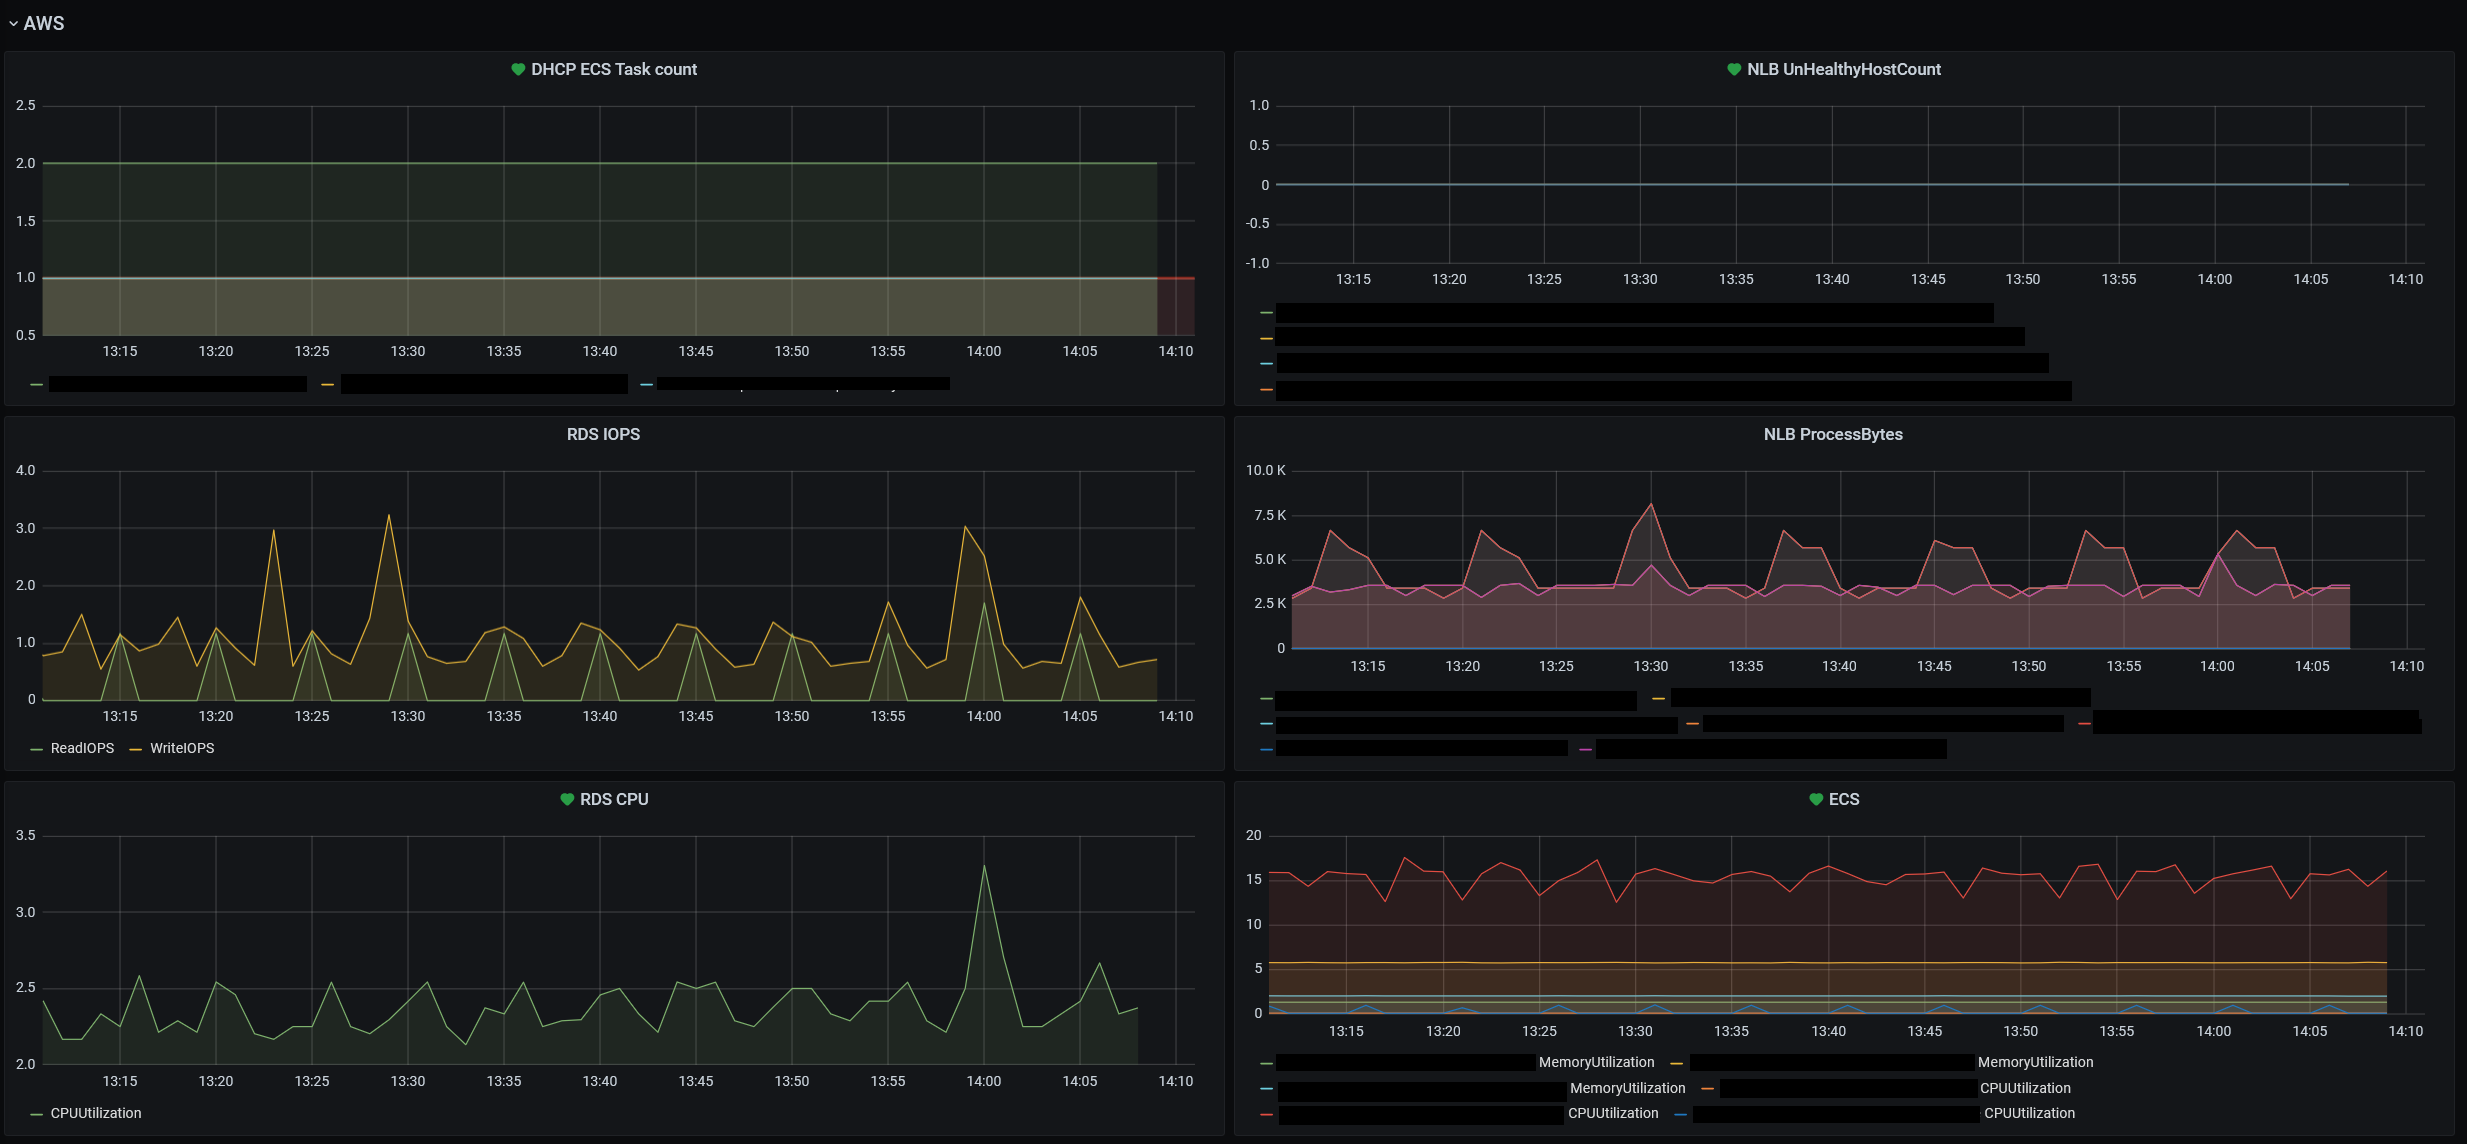 AWS
DHCP ECS Task count
2.5
2.0
1.5
1.0
0.5
13:15 13:20 13:25 13:30 13:35 13:40 13:45 13:50 13:55 14:00 14:05 14:10
NLB UnHealthyHostCount
1.0
0.5
0
-0.5
-1.0
13:15 13:20 13:25 13:30 13:35 13:40 13:45 13:50 13:55 14:00 14:05 14:10
RDS IOPS
4.0
3.0
2.0
1.0
0
13:15 13:20 13:25 13:30 13:35 13:40 13:45 13:50 13:55 14:00 14:05 14:10
ReadIOPS WriteIOPS
NLB ProcessBytes
10.0 K
7.5 K
5.0 K
2.5 K
0
13:15 13:20 13:25 13:30 13:35 13:40 13:45 13:50 13:55 14:00 14:05 14:10
RDS CPU
3.5
3.0
2.5
2.0
13:15 13:20 13:25 13:30 13:35 13:40 13:45 13:50 13:55 14:00 14:05 14:10
CPUUtilization
ECS
20
15
10
5
0
13:15 13:20 13:25 13:30 13:35 13:40 13:45 13:50 13:55 14:00 14:05 14:10
MemoryUtilization MemoryUtilization
MemoryUtilization CPUUtilization
CPUUtilization CPUUtilization